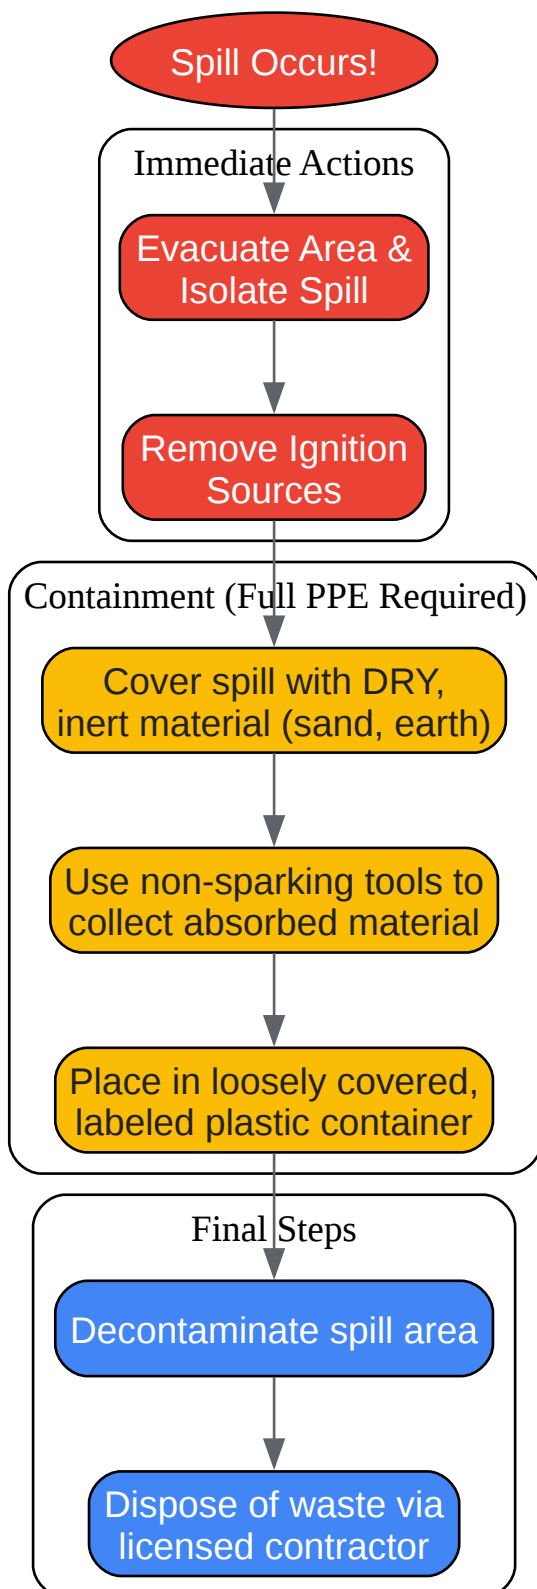 Spill Occurs!
Immediate Actions
Evacuate Area &
Isolate Spill
Remove Ignition
Sources
Containment (Full PPE Required)
Cover spill with DRY,
inert material (sand, earth)
Use non-sparking tools to
collect absorbed material
Place in loosely covered,
labeled plastic container
Final Steps
Decontaminate spill area
Dispose of waste via
licensed contractor